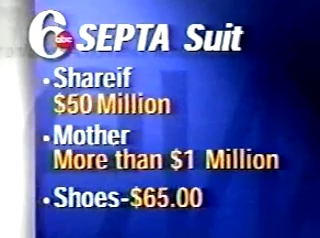 6 abc SEPTA Suit
• Shareif
$50 Million
• Mother
More than $1 Million
• Shoes-$65.00